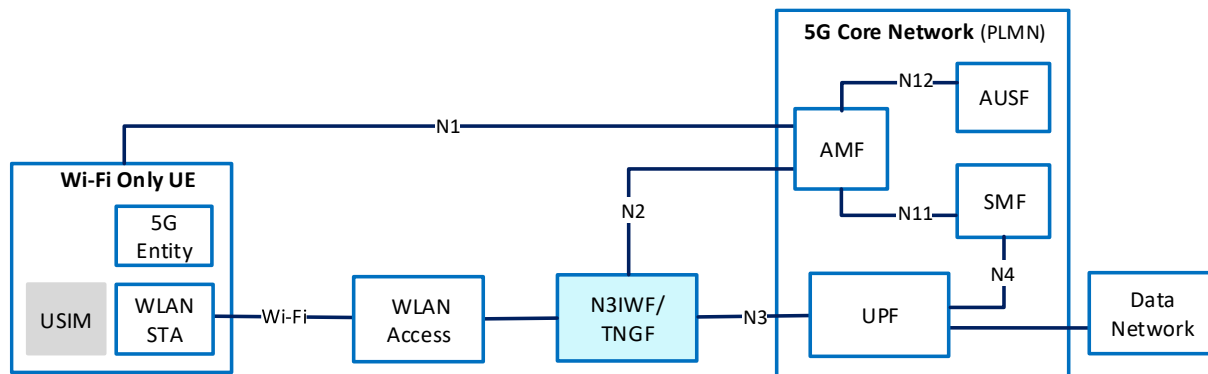 5G Core Network (PLMN)
N12
AUSF
N1
AMF
Wi-Fi Only UE
N2
N11
SMF
5G
Entity
N4
USIM
WLAN
STA
Wi-Fi
WLAN
Access
N3IWF/
TNGF
N3
UPF
Data
Network